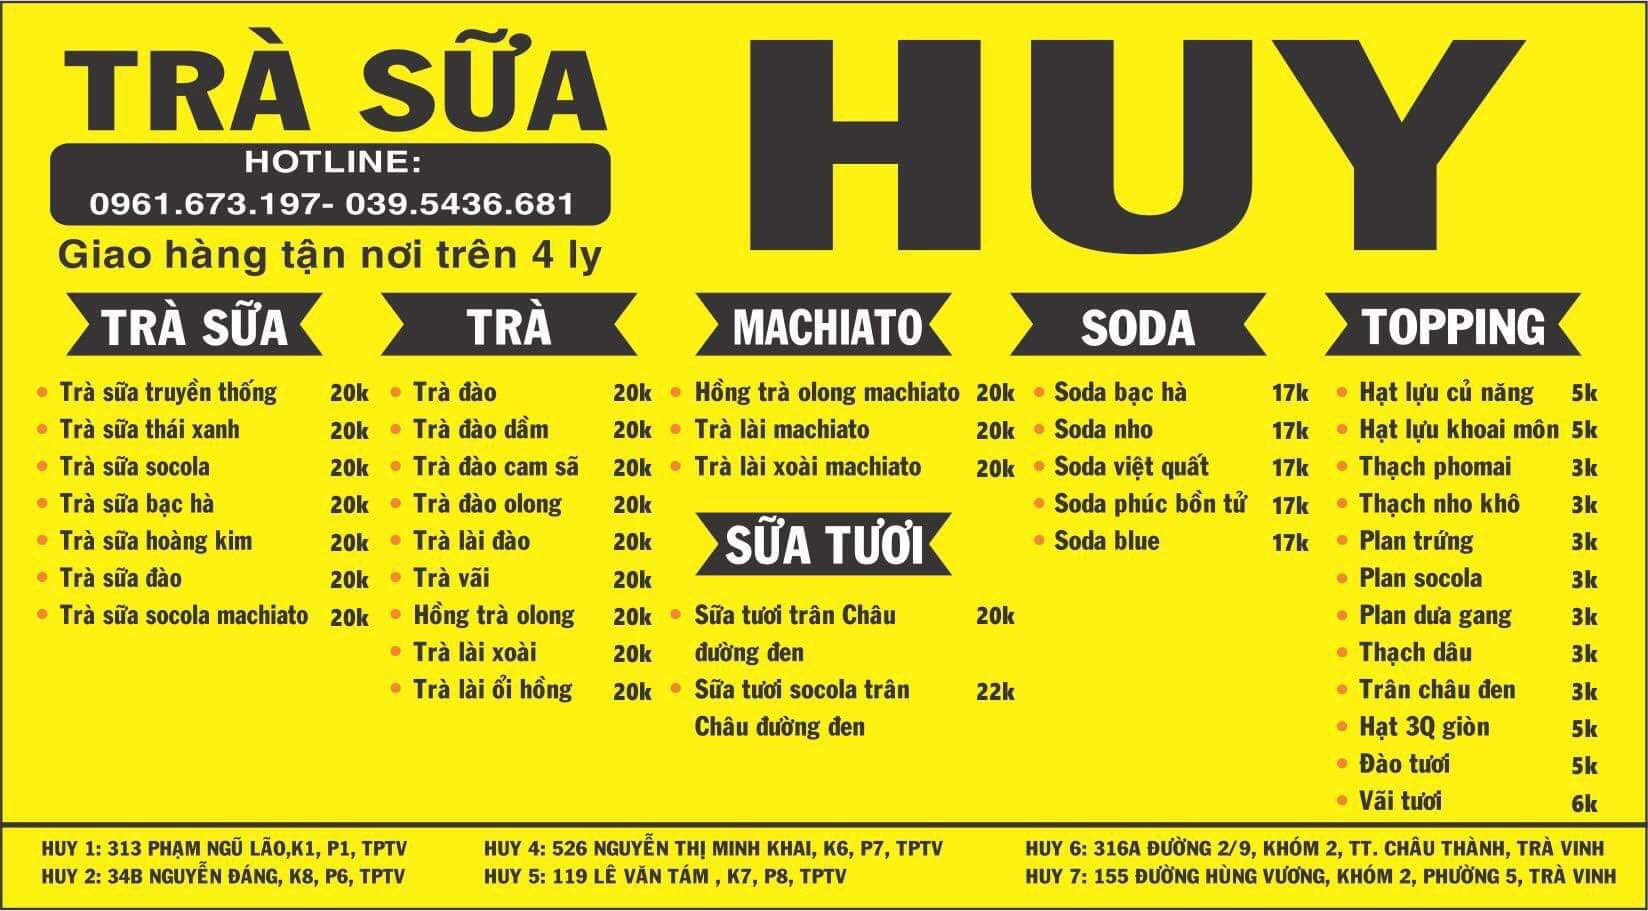 TRÀ SỮA
HUY
HOTLINE:
0961.673.197- 039.5436.681
Giao hàng tận nơi trên 4 ly
TRÀ SỮA
Trà sữa truyền thống 20k
Trà sữa thái xanh 20k
Trà sữa socola 20k
Trà sữa bạc hà 20k
Trà sữa hoàng kim 20k
Trà sữa đào 20k
Trà sữa socola machiato 20k
TRÀ
Trà đào 20k
Trà đào dầm 20k
Trà đào cam sã 20k
Trà đào olong 20k
Trà lài đào 20k
Trà vãi 20k
Hồng trà olong 20k
Trà lài xoài 20k
Trà lài ổi hồng 20k
MACHIATO
Hồng trà olong machiato 20k
Trà lài machiato 20k
Trà lài xoài machiato 20k
SỮA TƯƠI
Sữa tươi trân Châu 20k
đường đen
Sữa tươi socola trân 22k
Châu đường đen
SODA
Soda bạc hà 17k
Soda nho 17k
Soda việt quất 17k
Soda phúc bồn tử 17k
Soda blue 17k
TOPPING
Hạt lựu củ năng 5k
Hạt lựu khoai môn 5k
Thạch phomai 3k
Thạch nho khô 3k
Plan trứng 3k
Plan socola 3k
Plan dưa gang 3k
Thạch dâu 3k
Trân châu đen 3k
Hạt 3Q giòn 5k
Đào tươi 5k
Vãi tươi 6k
HUY 1: 313 PHẠM NGŨ LÃO,K1, P1, TPTV
HUY 2: 34B NGUYỄN ĐÁNG, K8, P6, TPTV
HUY 4: 526 NGUYỄN THỊ MINH KHAI, K6, P7, TPTV
HUY 5: 119 LÊ VĂN TÁM , K7, P8, TPTV
HUY 6: 316A ĐƯỜNG 2/9, KHÓM 2, TT. CHÂU THÀNH, TRÀ VINH
HUY 7: 155 ĐƯỜNG HÙNG VƯƠNG, KHÓM 2, PHƯỜNG 5, TRÀ VINH